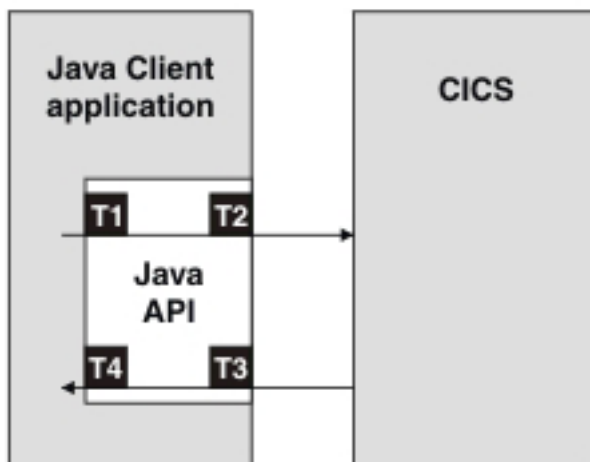 Java Client
application
CICS
T1 T2
Java
API
T4 T3